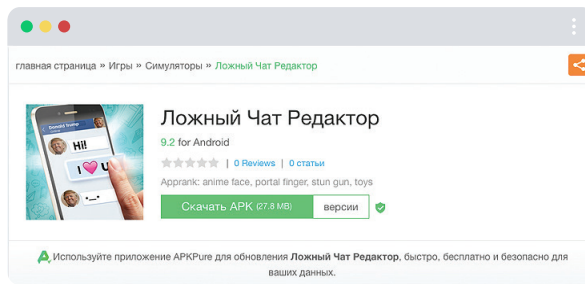 главная страница » Игры » Симуляторы » Ложный Чат Редактор
Donald Trump
Hi!
I ❤ U
._.
Ложный Чат Редактор
9.2 for Android
| 0 Reviews | 0 статьи
Apprank: anime face, portal finger, stun gun, toys
Скачать APK (27.8 MB) версии
Используйте приложение APKPure для обновления Ложный Чат Редактор, быстро, бесплатно и безопасно для
ваших данных.